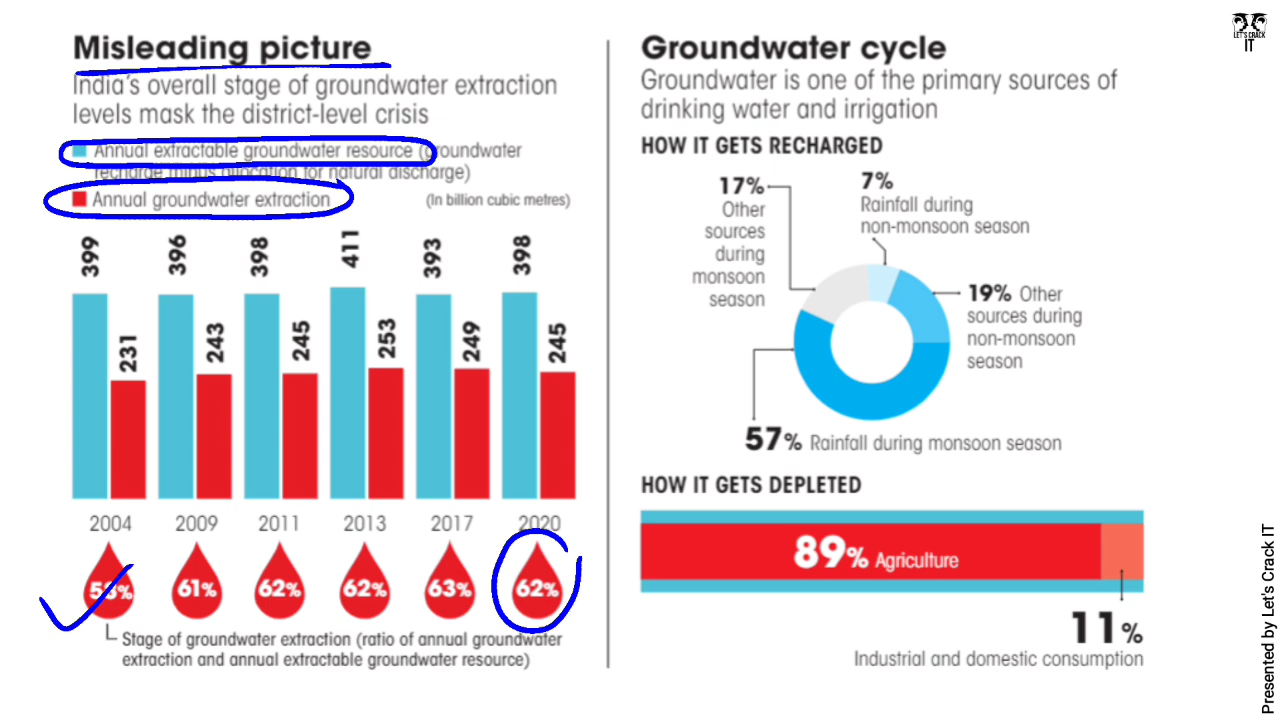 Misleading picture
India's overall stage of groundwater extraction
levels mask the district-level crisis
Annual extractable groundwater resource (groundwater
recharge minus allocation for natural discharge)
Annual groundwater extraction
(In billion cubic metres)
399
231
396
243
398
245
411
253
393
249
398
245
2004
2009
2011
2013
2017
2020
58%
61%
62%
62%
63%
62%
Stage of groundwater extraction (ratio of annual groundwater
extraction and annual extractable groundwater resource)
Groundwater cycle
Groundwater is one of the primary sources of
drinking water and irrigation
HOW IT GETS RECHARGED
17%
Other
sources
during
monsoon
season
7%
Rainfall during
non-monsoon season
19% Other
sources during
non-monsoon
season
57% Rainfall during monsoon season
HOW IT GETS DEPLETED
89% Agriculture
11%
Industrial and domestic consumption
LET'S CRACK
IT
Presented by Let's Crack IT